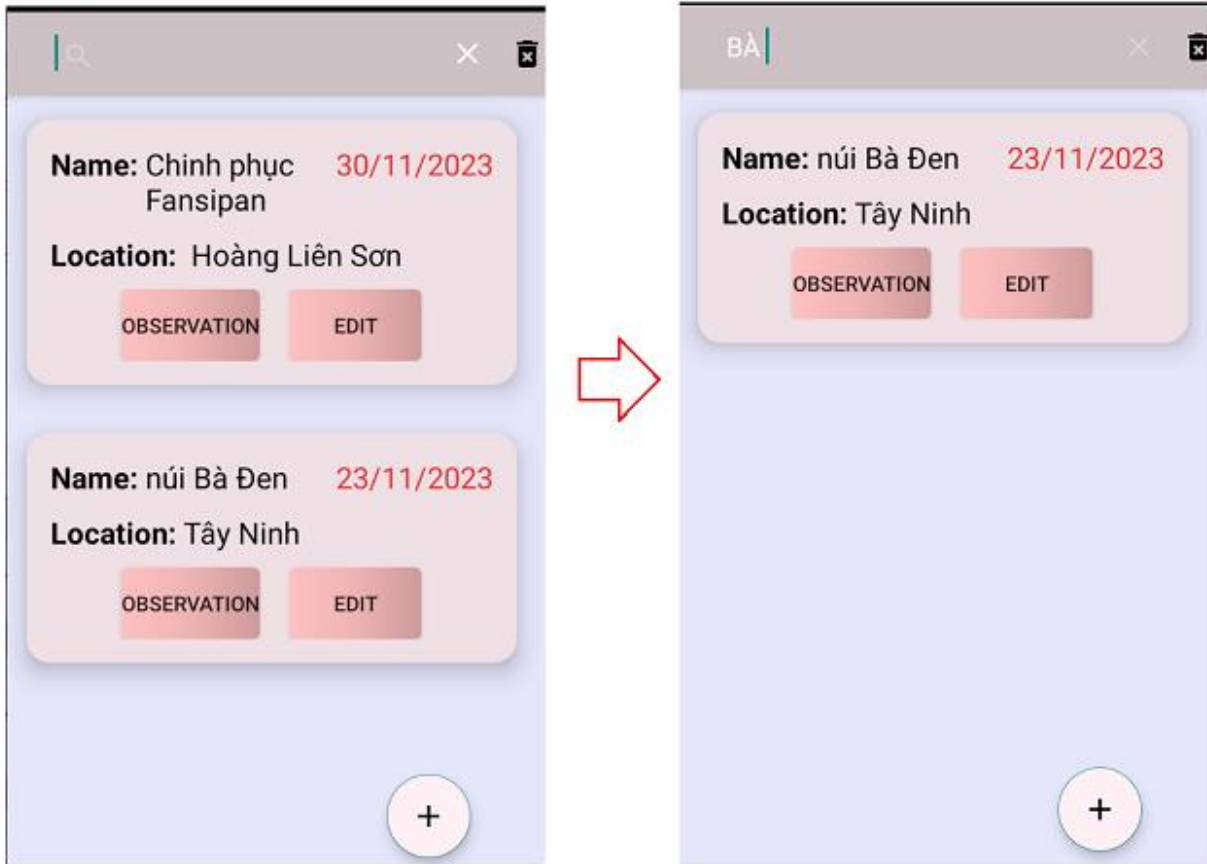 Name: Chinh phục 30/11/2023
Fansipan
Location: Hoàng Liên Sơn
OBSERVATION EDIT
Name: núi Bà Đen 23/11/2023
Location: Tây Ninh
OBSERVATION EDIT
+
BÀ
Name: núi Bà Đen 23/11/2023
Location: Tây Ninh
OBSERVATION EDIT
+